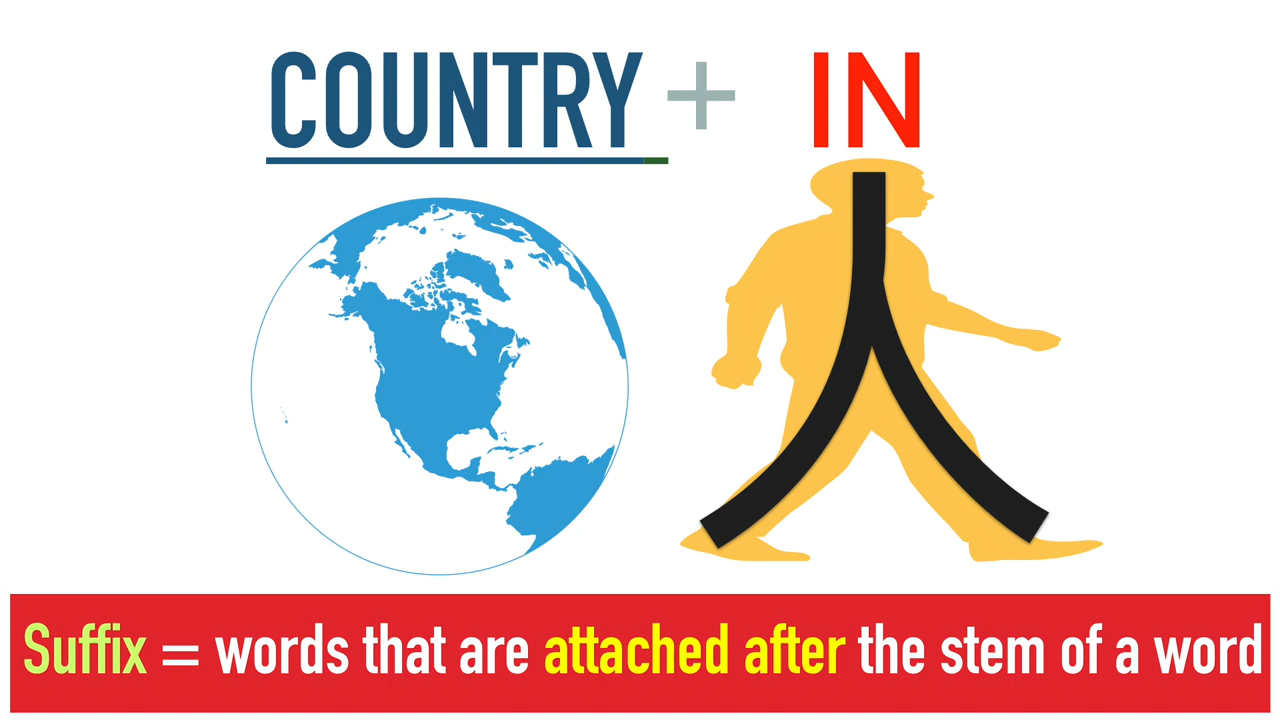 COUNTRY + IN
人
Suffix = words that are attached after the stem of a word